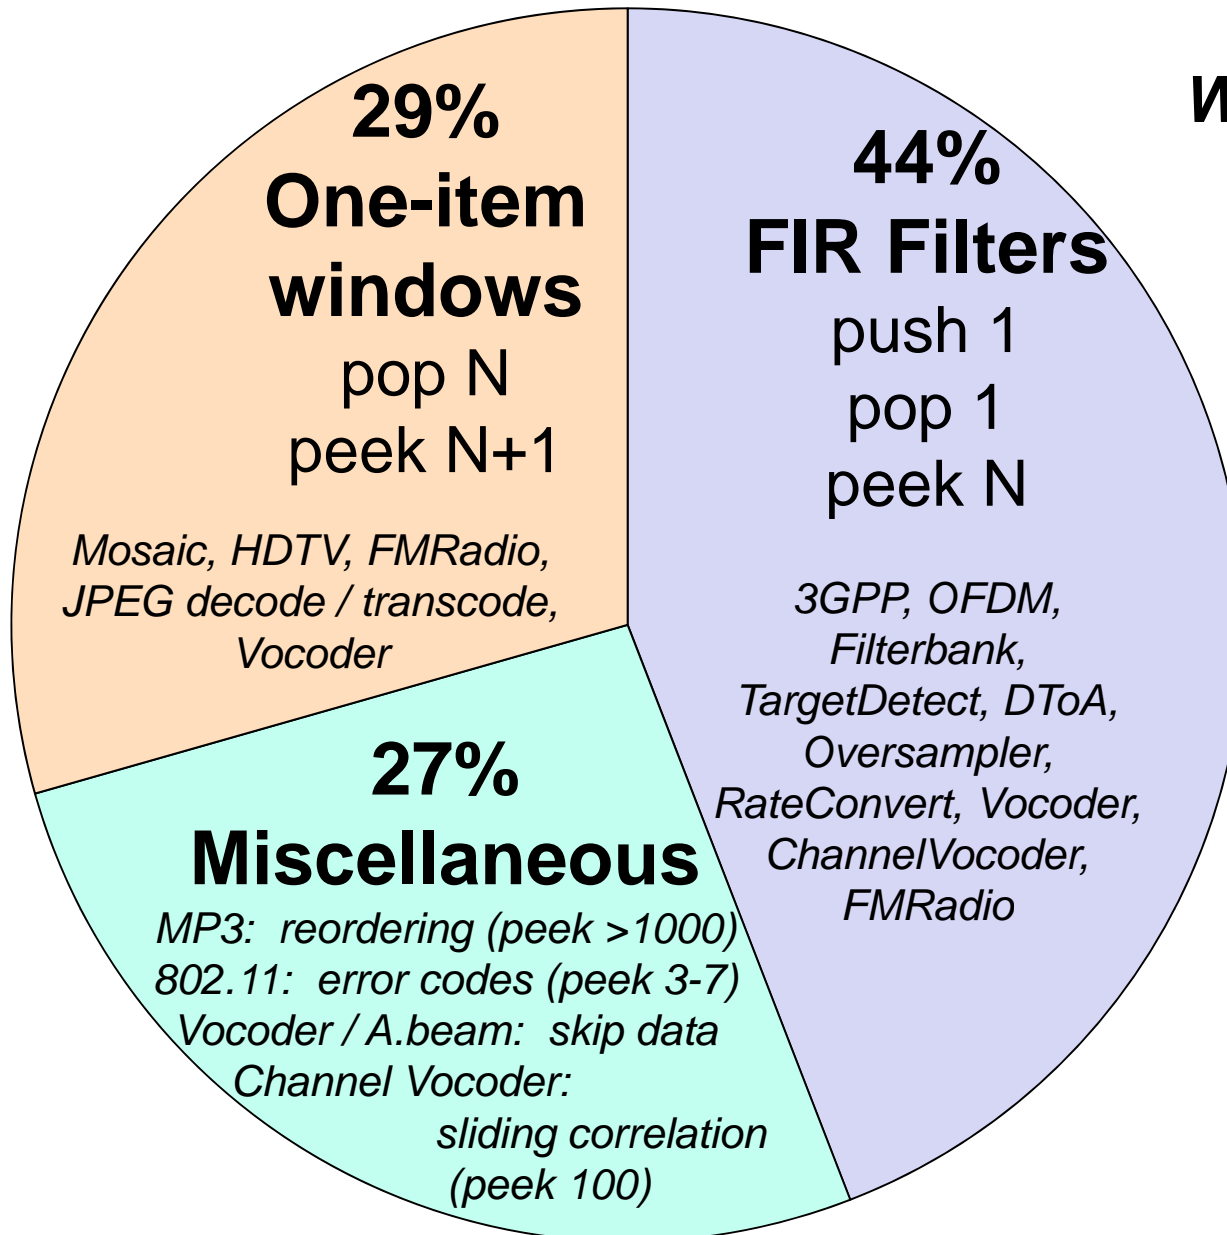 29%
One-item
windows
pop N
peek N+1
Mosaic, HDTV, FMRadio,
JPEG decode / transcode,
Vocoder
44%
FIR Filters
push 1
pop 1
peek N
3GPP, OFDM,
Filterbank,
TargetDetect, DToA,
Oversampler,
RateConvert, Vocoder,
ChannelVocoder,
FMRadio
27%
Miscellaneous
MP3: reordering (peek >1000)
802.11: error codes (peek 3-7)
Vocoder / A.beam: skip data
Channel Vocoder:
sliding correlation
(peek 100)